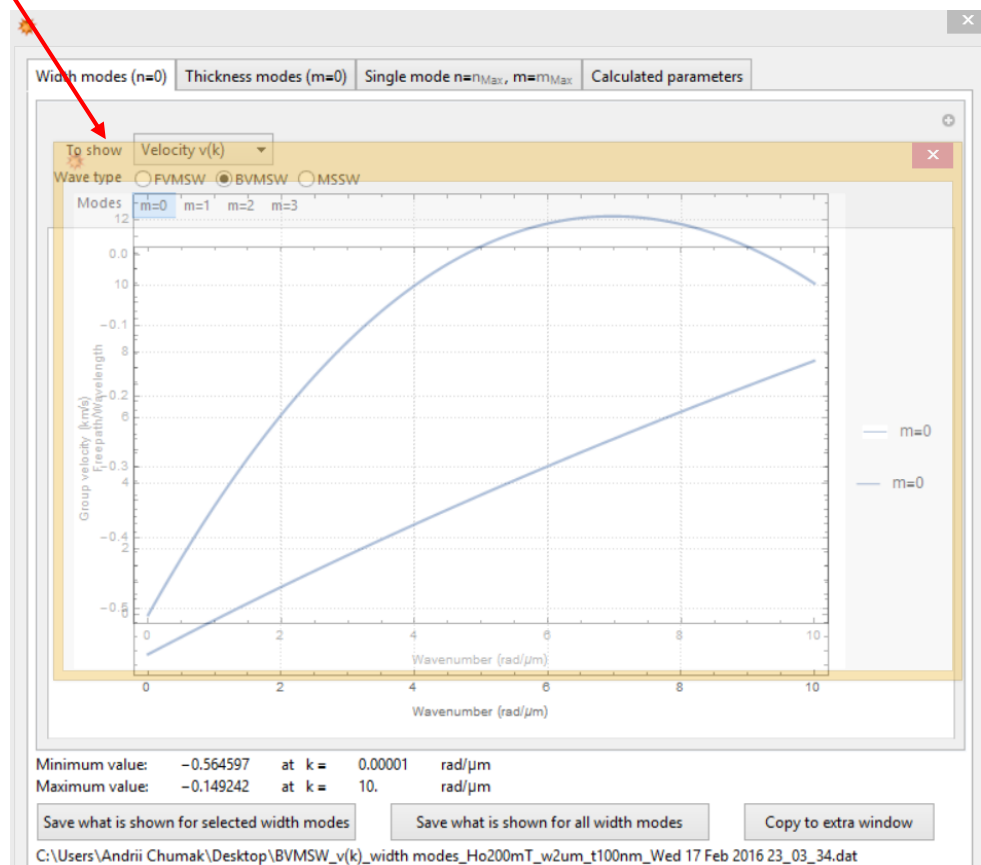 Width modes (n=0) Thickness modes (m=0) Single mode n=nMax, m=mMax Calculated parameters
To show Velocity v(k)
Wave type FVMSW BVMSW MSSW
Modes m=0 m=1 m=2 m=3
12
0.0
10
−0.1
8
−0.2
6
−0.3
4
−0.4
2
−0.5
0
Group velocity (km/s)
Freepath/Wavelength
m=0
m=0
0 2 4 6 8 10
Wavenumber (rad/μm)
0 2 4 6 8 10
Wavenumber (rad/μm)
Minimum value: −0.564597 at k = 0.00001 rad/μm
Maximum value: −0.149242 at k = 10. rad/μm
Save what is shown for selected width modes Save what is shown for all width modes Copy to extra window
C:\Users\Andrii Chumak\Desktop\BVMSW_v(k)_width modes_Ho200mT_w2um_t100nm_Wed 17 Feb 2016 23_03_34.dat